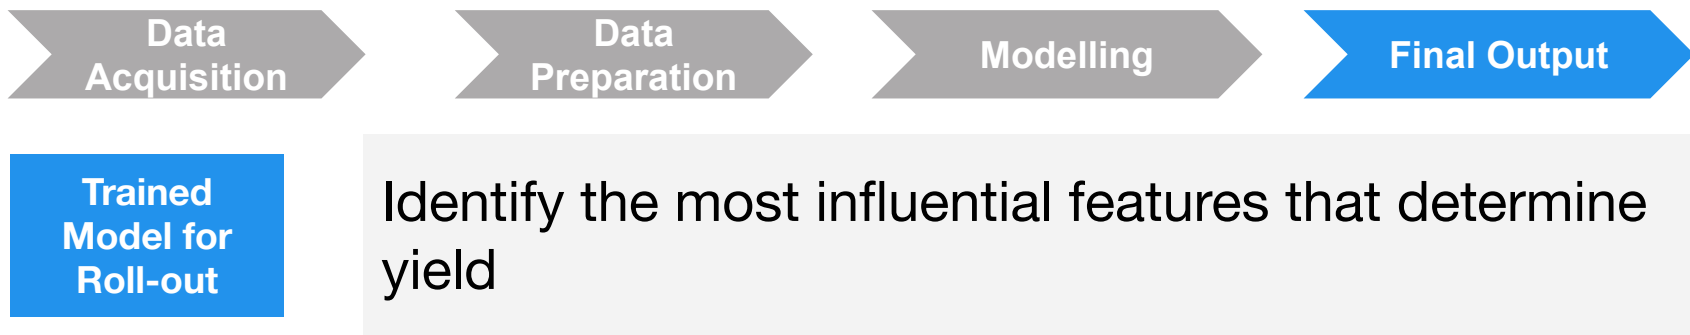 Data
Acquisition
Data
Preparation
Modelling
Final Output
Trained
Model for
Roll-out
Identify the most influential features that determine
yield